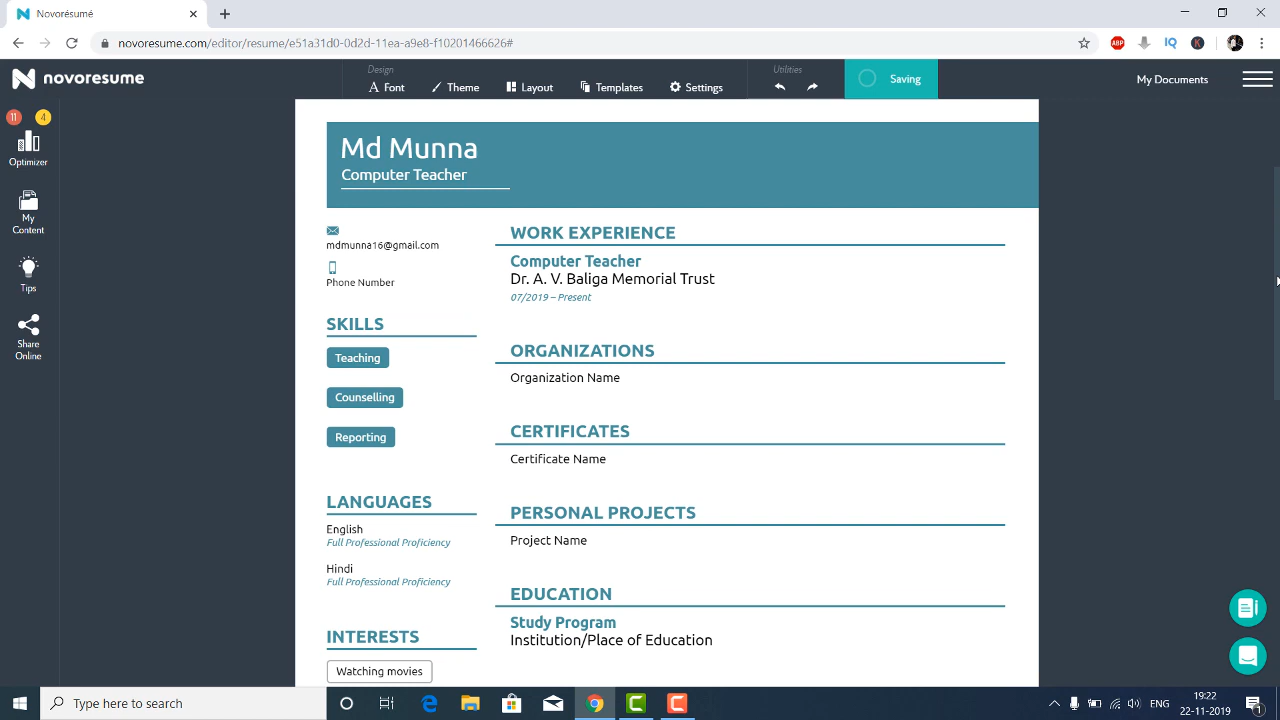 Novorésumé
novoresume.com/editor/resume/e51a31d0-0d2d-11ea-a9e8-f10201466626#
ABP
IQ
K
novoresume
Design
Font
Theme
Layout
Templates
Settings
Utilities
Saving
My Documents
11
4
Optimizer
My
Content
Tips
Share
Online
Md Munna
Computer Teacher
mdmunna16@gmail.com
Phone Number
SKILLS
Teaching
Counselling
Reporting
LANGUAGES
English
Full Professional Proficiency
Hindi
Full Professional Proficiency
INTERESTS
Watching movies
WORK EXPERIENCE
Computer Teacher
Dr. A. V. Baliga Memorial Trust
07/2019 – Present
ORGANIZATIONS
Organization Name
CERTIFICATES
Certificate Name
PERSONAL PROJECTS
Project Name
EDUCATION
Study Program
Institution/Place of Education
Type here to search
ENG
19:22
22-11-2019
1